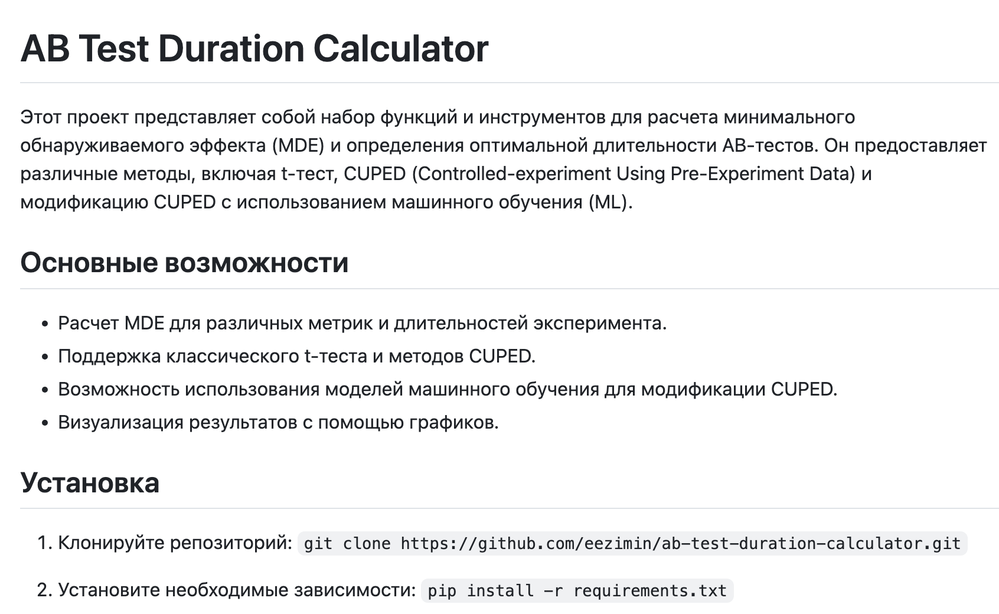 AB Test Duration Calculator
Этот проект представляет собой набор функций и инструментов для расчета минимального
обнаруживаемого эффекта (MDE) и определения оптимальной длительности АВ-тестов. Он предоставляет
различные методы, включая t-тест, CUPED (Controlled-experiment Using Pre-Experiment Data) и
модификацию CUPED с использованием машинного обучения (ML).
Основные возможности
• Расчет MDE для различных метрик и длительностей эксперимента.
• Поддержка классического t-теста и методов CUPED.
• Возможность использования моделей машинного обучения для модификации CUPED.
• Визуализация результатов с помощью графиков.
Установка
1. Клонируйте репозиторий: git clone https://github.com/eezimin/ab-test-duration-calculator.git
2. Установите необходимые зависимости: pip install -r requirements.txt